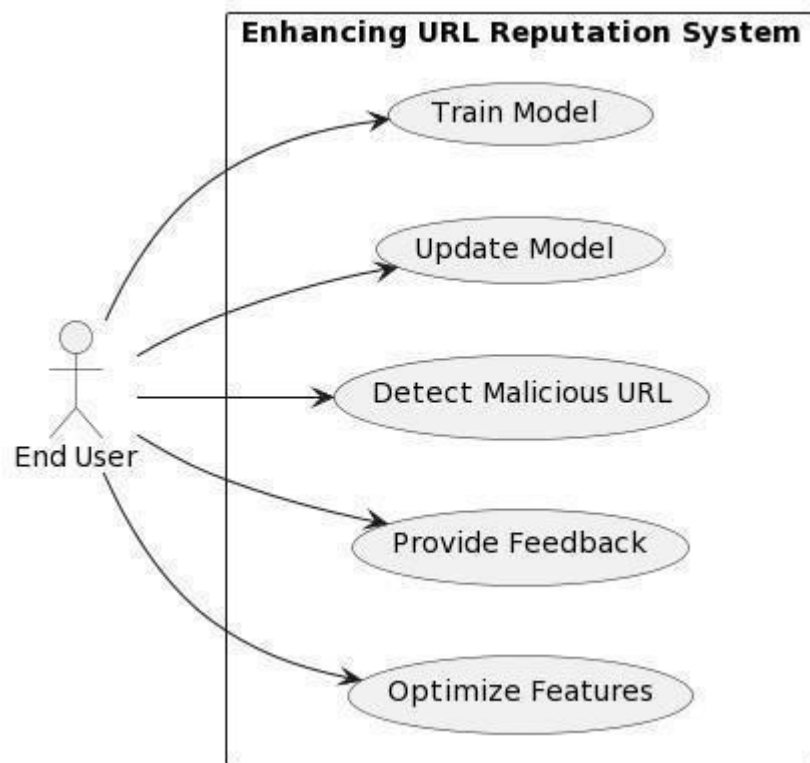 Enhancing URL Reputation System
Train Model
Update Model
Detect Malicious URL
End User
Provide Feedback
Optimize Features